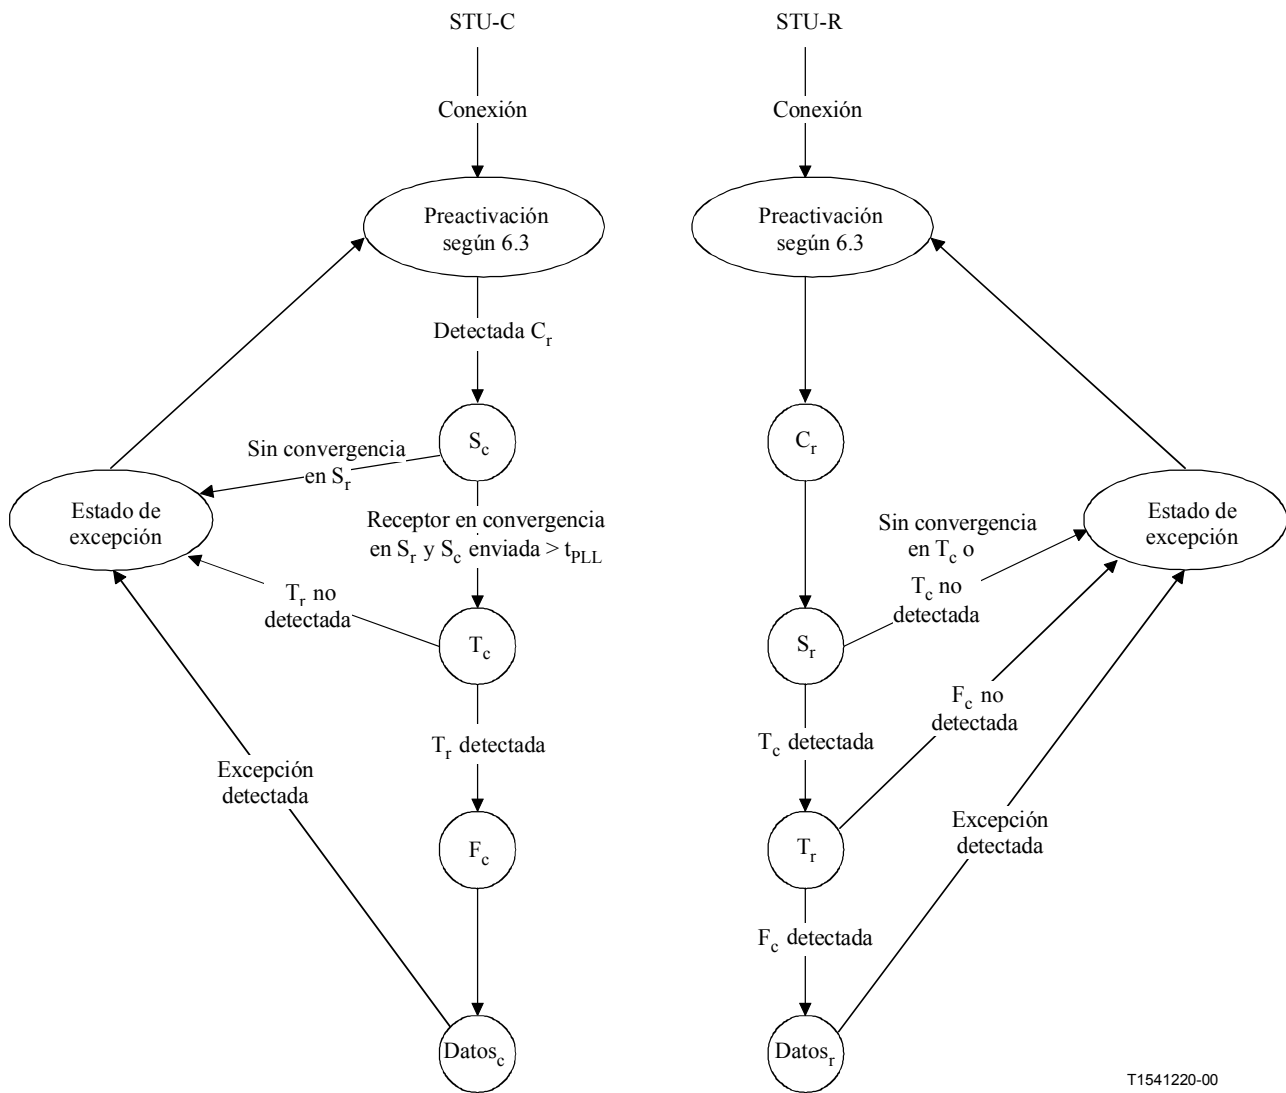 STU-C
Conexión
Preactivación
según 6.3
Detectada Cr
Sc
Sin convergencia
en Sr
Estado de
excepción
Receptor en convergencia
en Sr y Sc enviada > tPLL
Tr no
detectada
Tc
Tr detectada
Excepción
detectada
Fc
Datosc
STU-R
Conexión
Preactivación
según 6.3
Cr
Estado de
excepción
Sin convergencia
en Tc o
Tc no
detectada
Sr
Fc no
detectada
Tc detectada
Excepción
detectada
Tr
Fc detectada
Datosr
T1541220-00